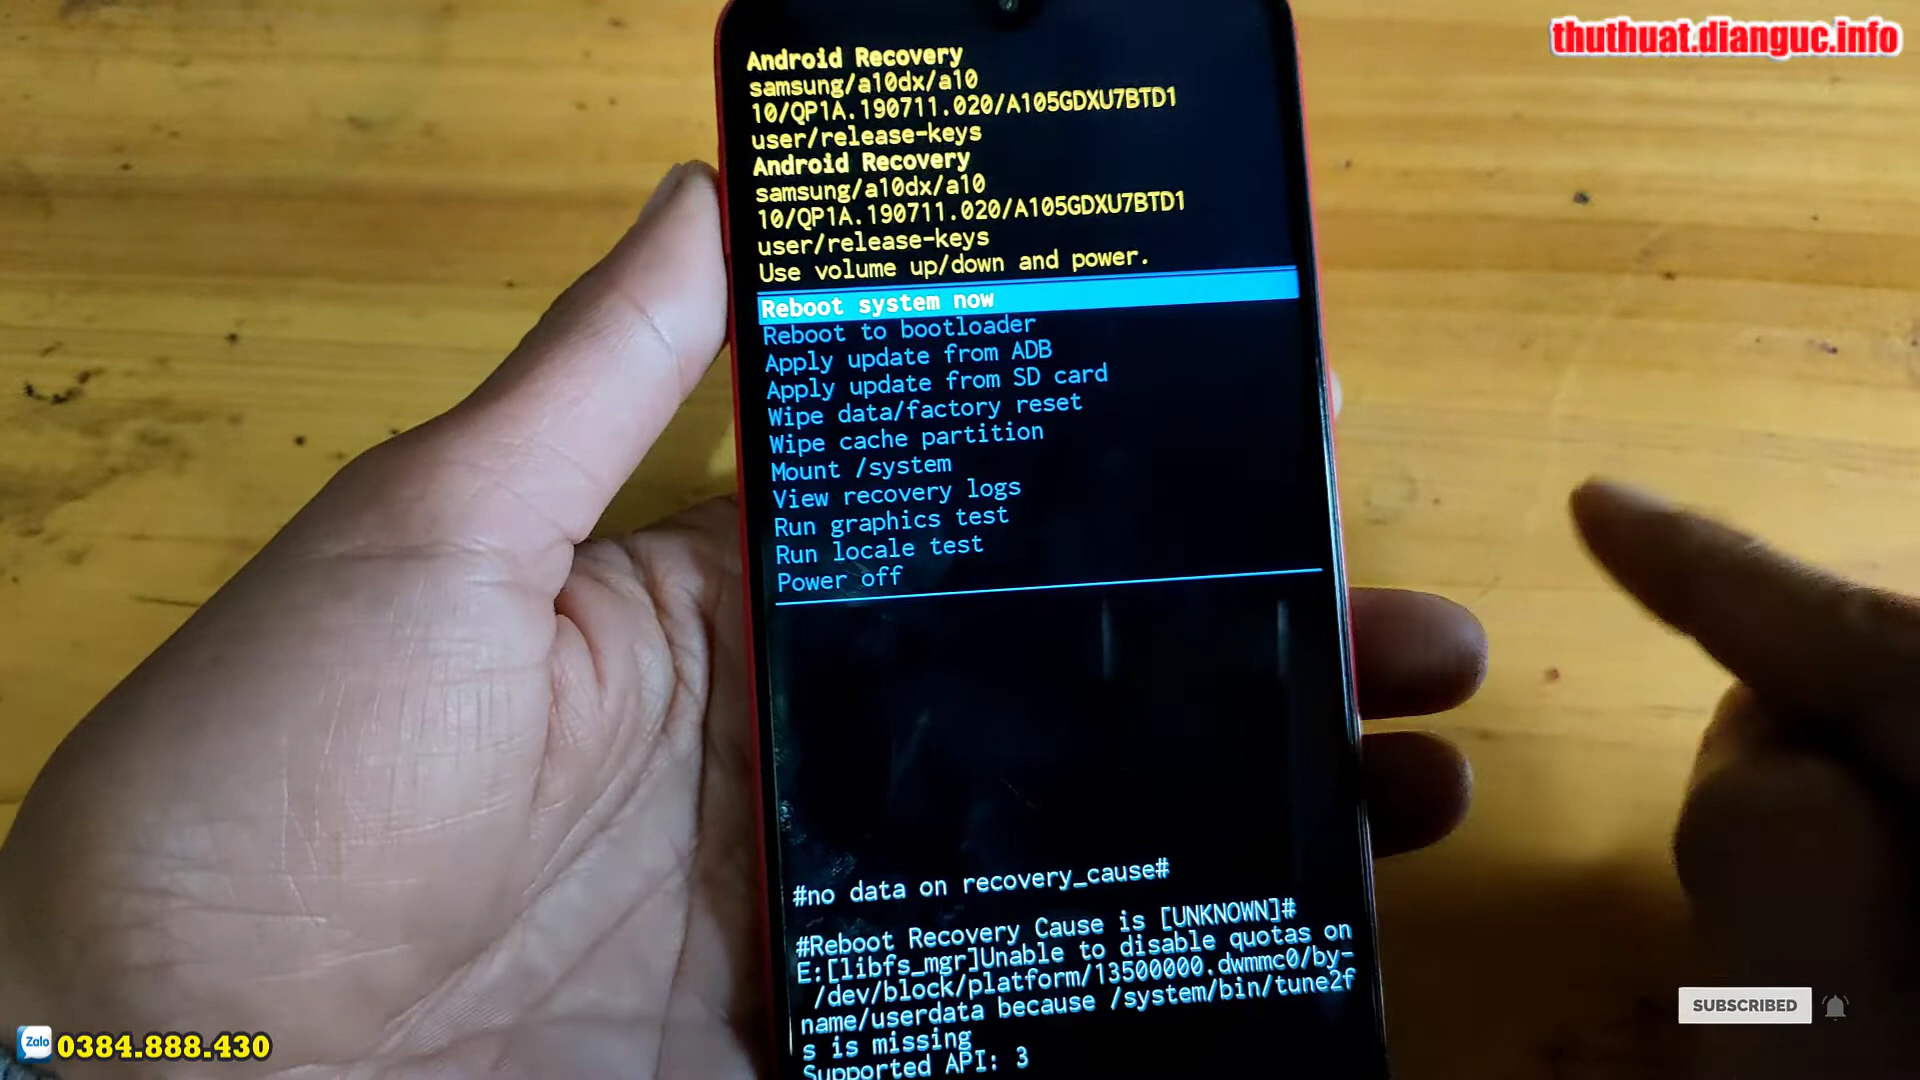 thuthuat.dianguc.info
Android Recovery
samsung/a10dx/a10
10/QP1A.190711.020/A105GDXU7BTD1
user/release-keys
Android Recovery
samsung/a10dx/a10
10/QP1A.190711.020/A105GDXU7BTD1
user/release-keys
Use volume up/down and power.
Reboot system now
Reboot to bootloader
Apply update from ADB
Apply update from SD card
Wipe data/factory reset
Wipe cache partition
Mount /system
View recovery logs
Run graphics test
Run locale test
Power off
#no data on recovery_cause#
#Reboot Recovery Cause is [UNKNOWN]#
E:[libfs_mgr]Unable to disable quotas on
/dev/block/platform/13500000.dwmmc0/by-
name/userdata because /system/bin/tune2f
s is missing
Supported API: 3
SUBSCRIBED
Zalo
0384.888.430